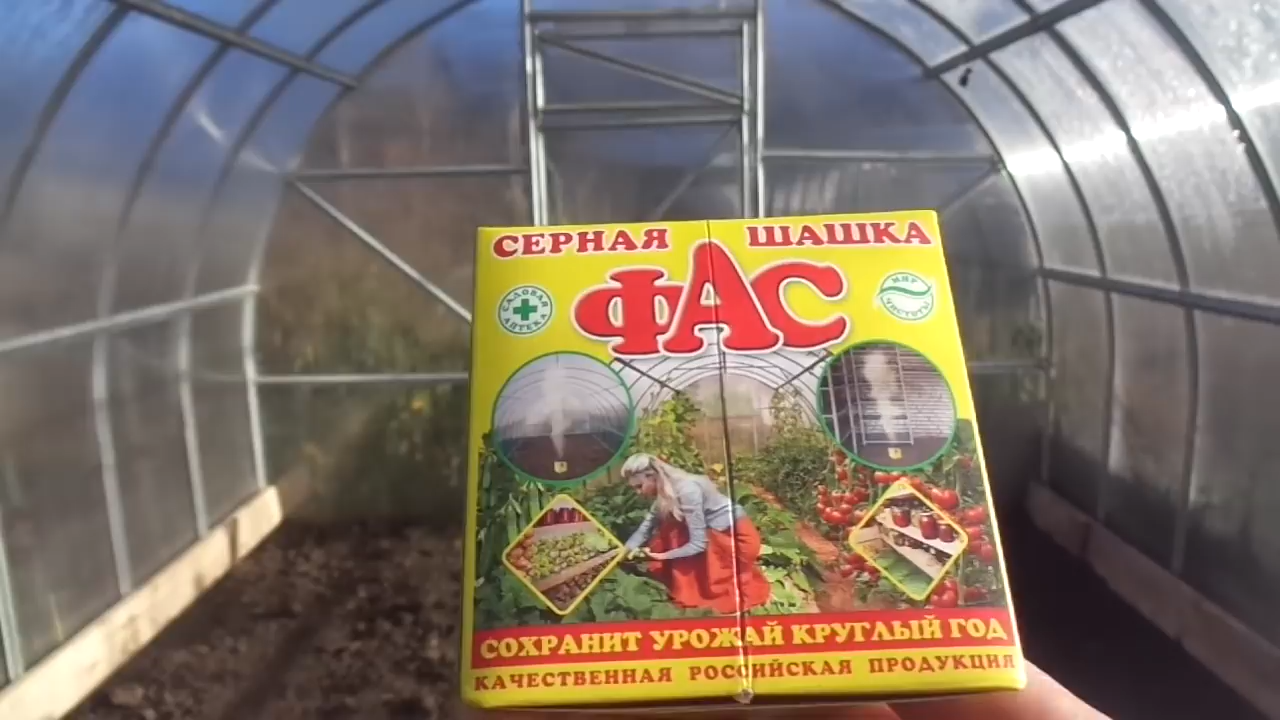 СЕРНАЯ ШАШКА
ФАС
САДОВАЯ АПТЕКА
МИР ЧИСТОТЫ
СОХРАНИТ УРОЖАЙ КРУГЛЫЙ ГОД
КАЧЕСТВЕННАЯ РОССИЙСКАЯ ПРОДУКЦИЯ